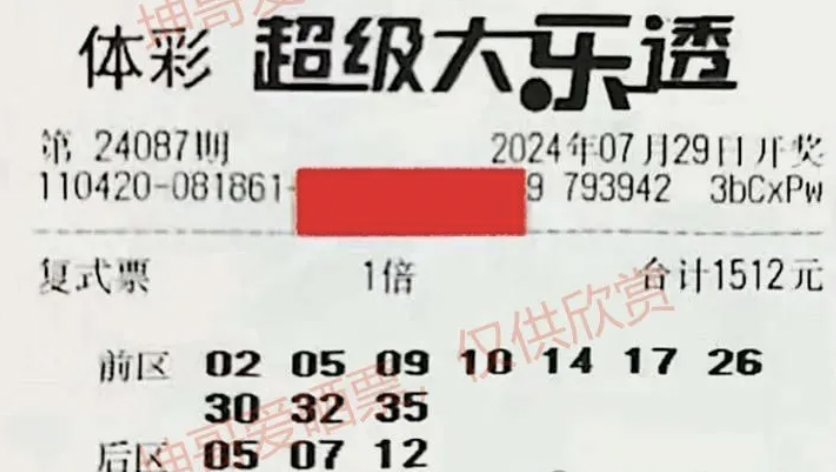 体彩 超级大乐透
第 24087期 2024年07月29日开奖
110420-081861- 9 793942 3bCxPw
复式票 1倍 合计1512元
前区 02 05 09 10 14 17 26
30 32 35
后区 05 07 12
坤哥爱晒票，仅供欣赏
坤哥爱